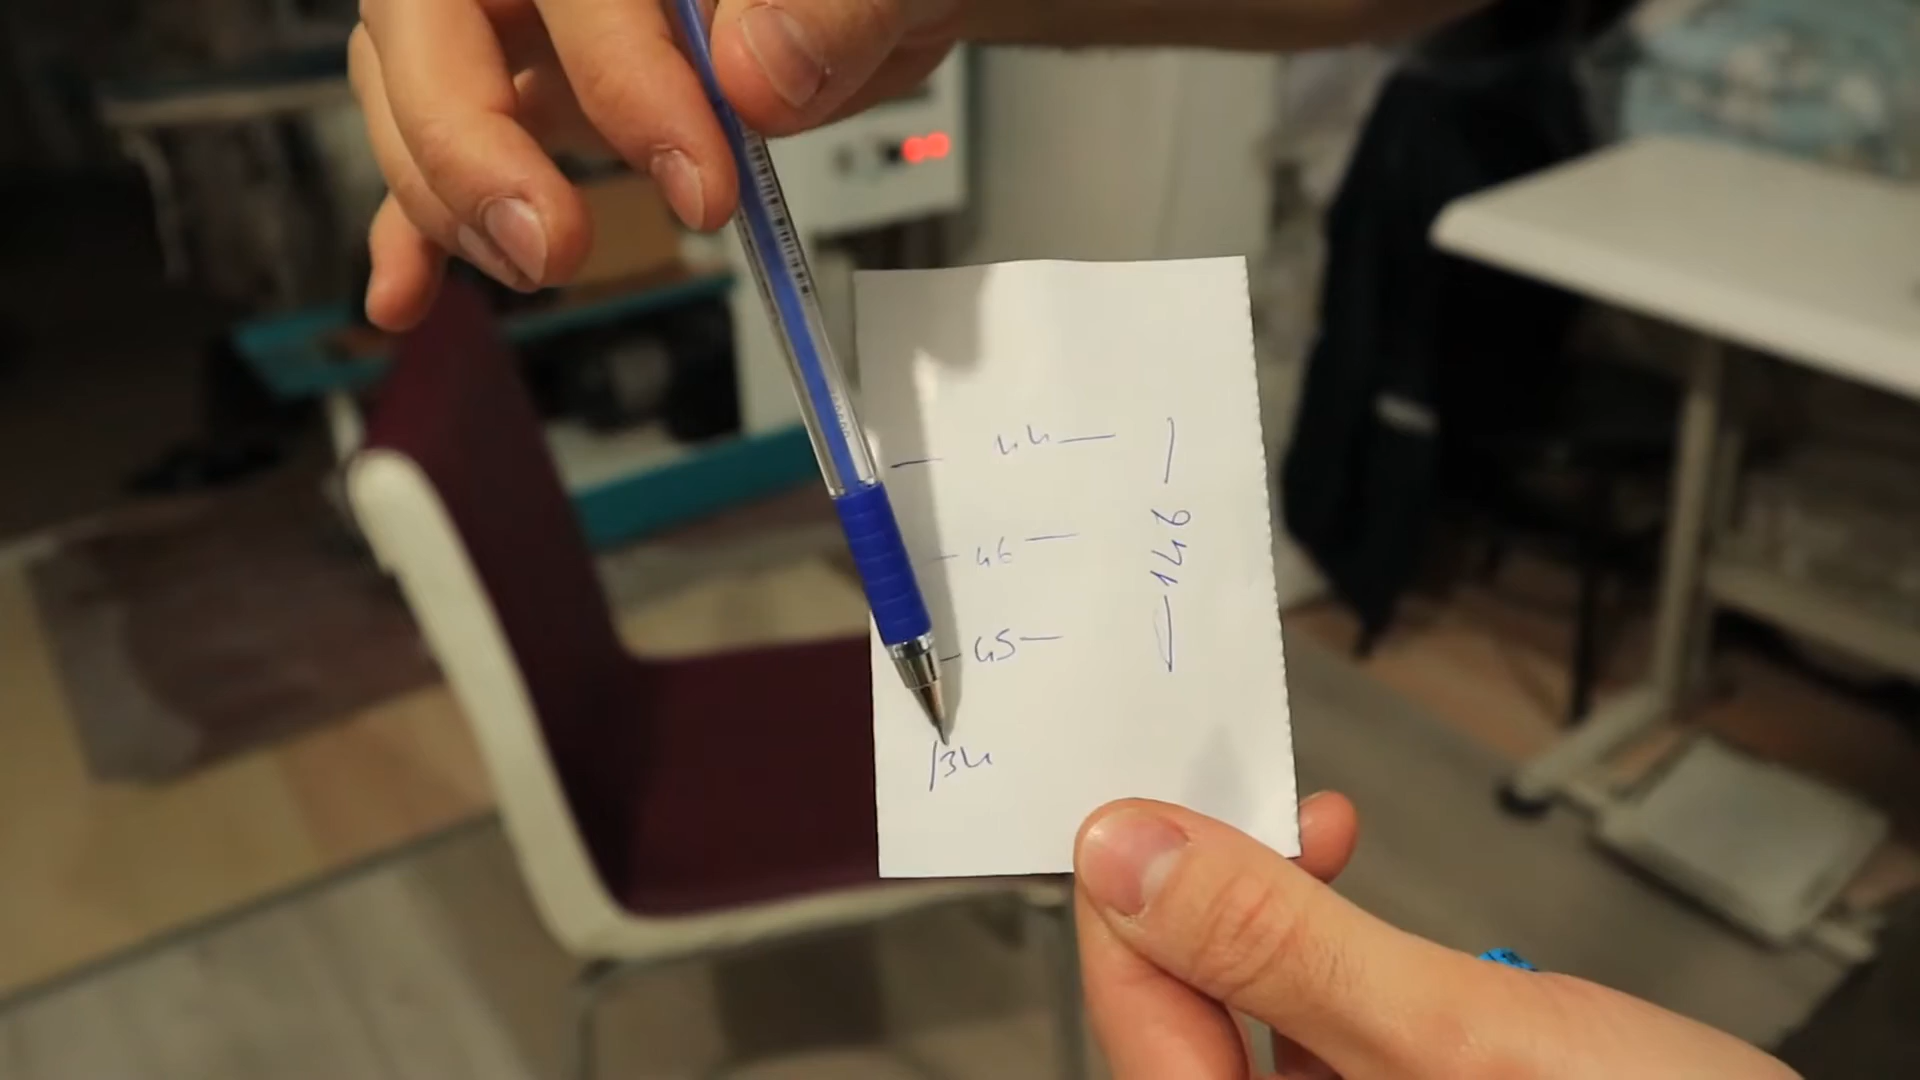 — 44 —
— 46 —
— 45 —
134
— 146 —